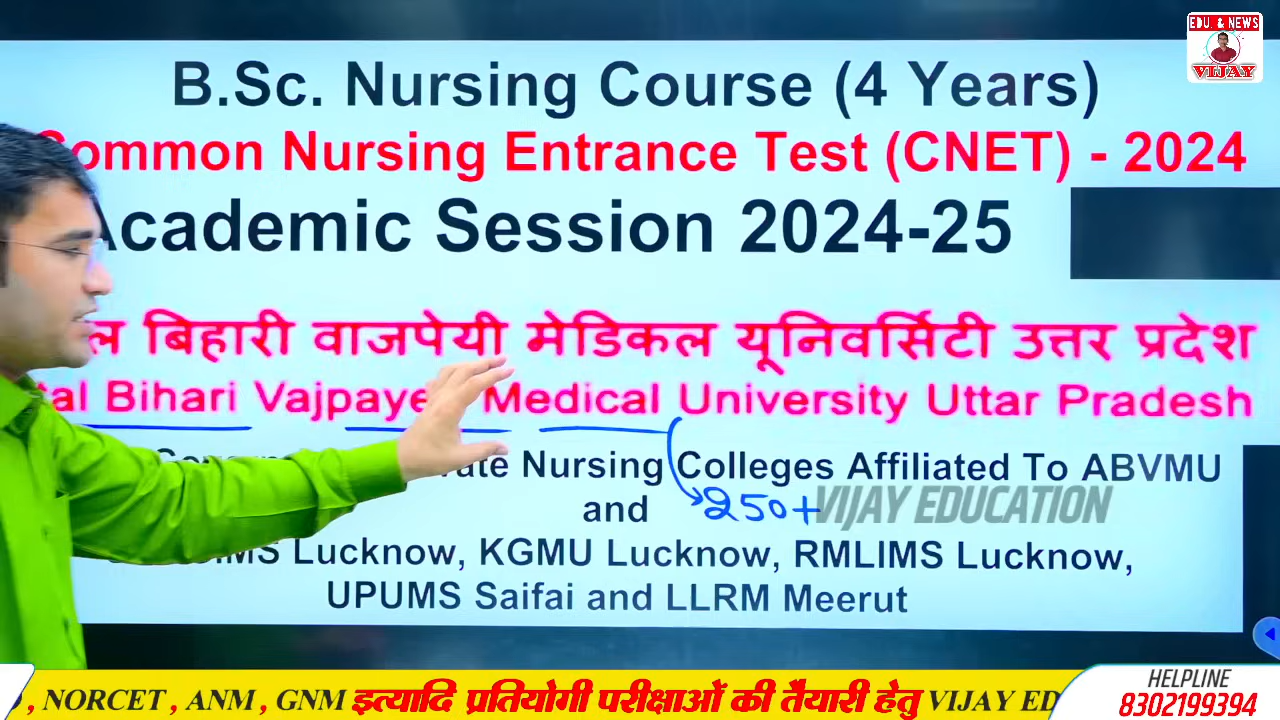 EDU. & NEWS
VIJAY
B.Sc. Nursing Course (4 Years)
Common Nursing Entrance Test (CNET) - 2024
Academic Session 2024-25
बिहारी वाजपेयी मेडिकल यूनिवर्सिटी उत्तर प्रदेश
Bihari Vajpayee Medical University Uttar Pradesh
Nursing Colleges Affiliated To ABVMU
and
250+
VIJAY EDUCATION
Lucknow, KGMU Lucknow, RMLIMS Lucknow,
UPUMS Saifai and LLRM Meerut
, NORCET , ANM , GNM इत्यादि प्रतियोगी परीक्षाओं की तैयारी हेतु VIJAY ED
HELPLINE
8302199394